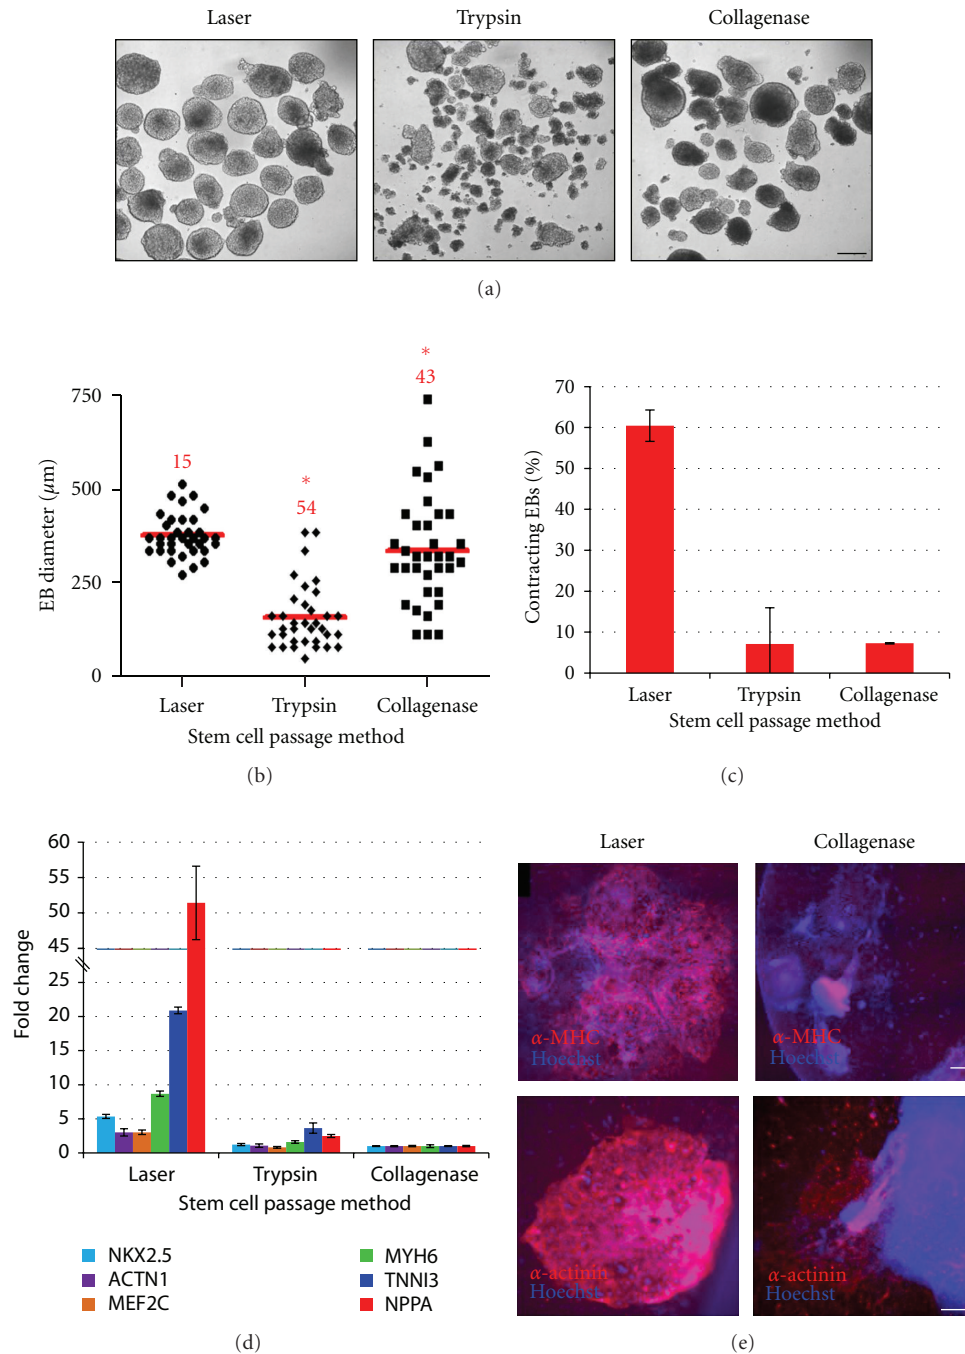 Laser Trypsin Collagenase
(a)
750
500
250
0
EB diameter (μm)
15
*
54
*
43
Laser Trypsin Collagenase
Stem cell passage method
(b)
70
60
50
40
30
20
10
0
Contracting EBs (%)
Laser Trypsin Collagenase
Stem cell passage method
(c)
60
55
50
45
25
20
15
10
5
0
Fold change
Laser Trypsin Collagenase
Stem cell passage method
NKX2.5
ACTN1
MEF2C
MYH6
TNNI3
NPPA
(d)
Laser Collagenase
α-MHC
Hoechst
α-MHC
Hoechst
α-actinin
Hoechst
α-actinin
Hoechst
(e)